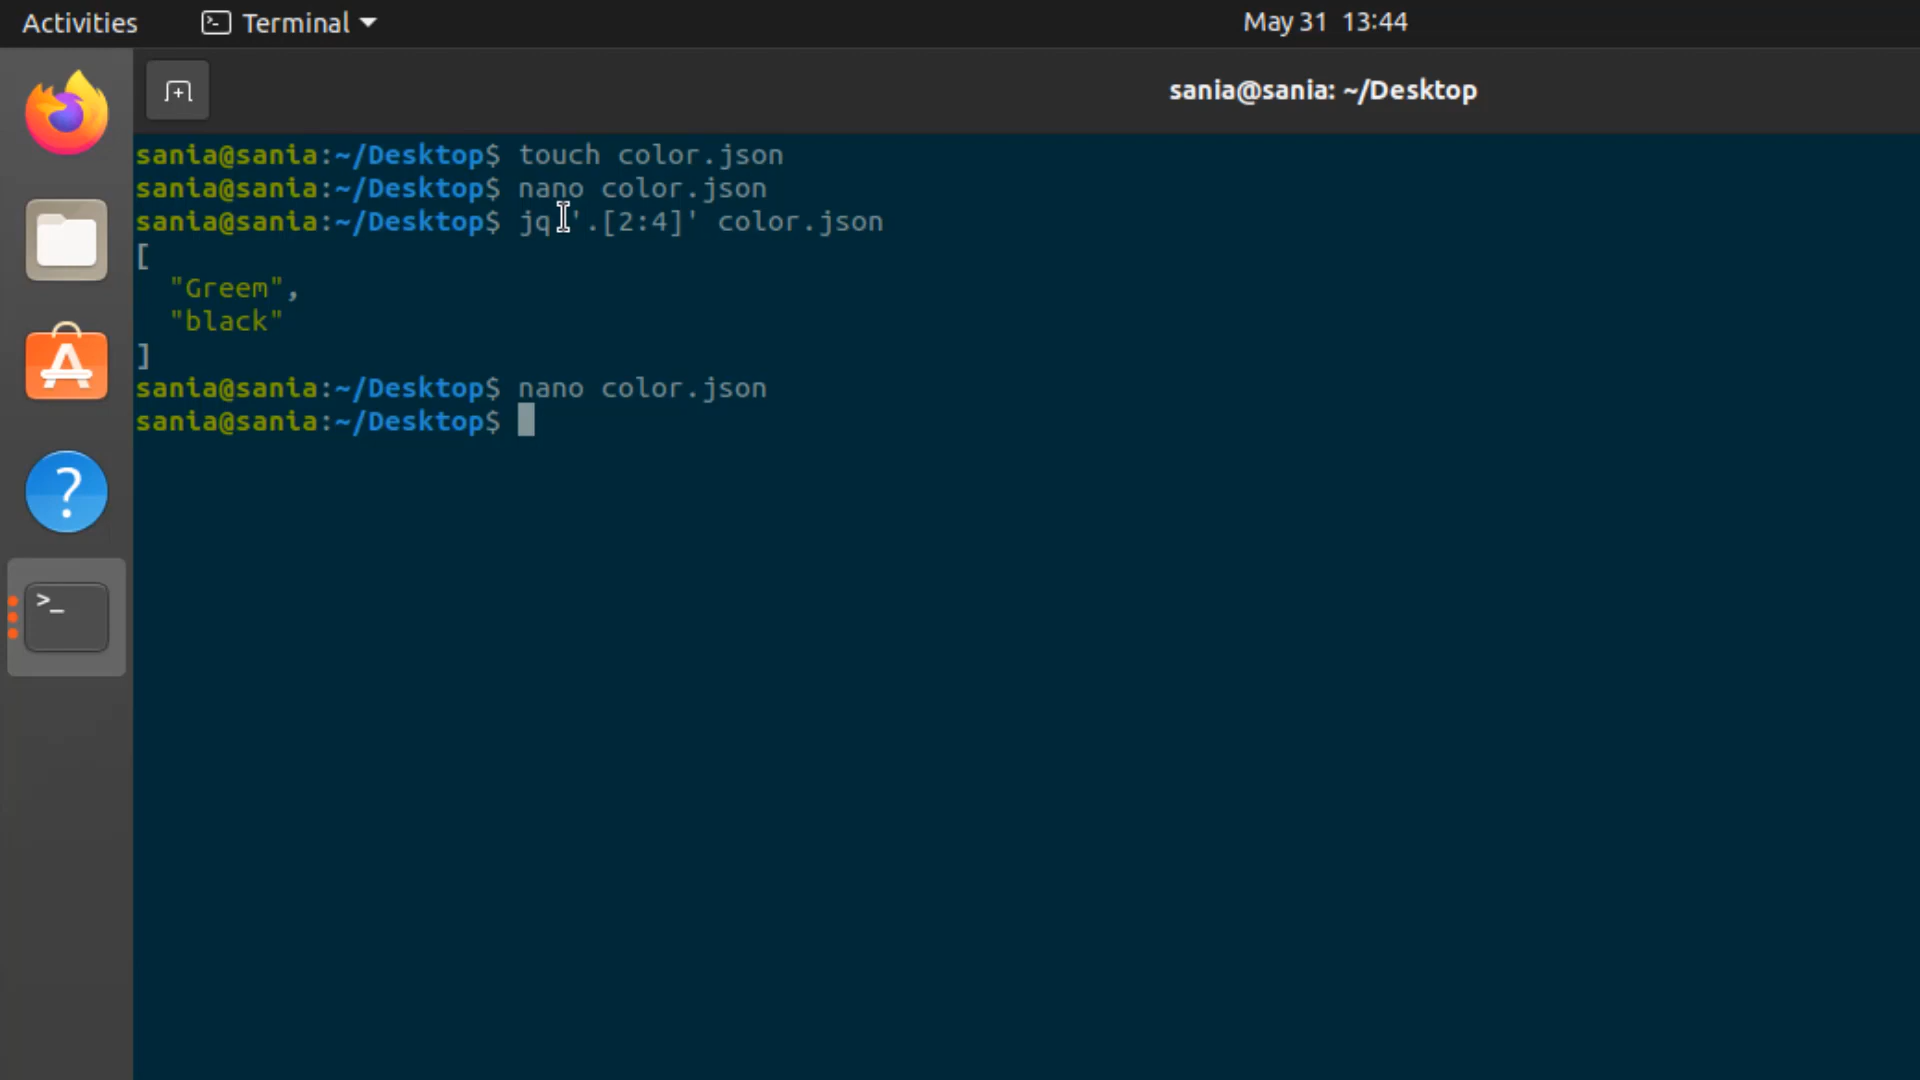 Activities Terminal May 31 13:44
sania@sania: ~/Desktop
sania@sania:~/Desktop$ touch color.json
sania@sania:~/Desktop$ nano color.json
sania@sania:~/Desktop$ jq '.[2:4]' color.json
[
  "Greem",
  "black"
]
sania@sania:~/Desktop$ nano color.json
sania@sania:~/Desktop$